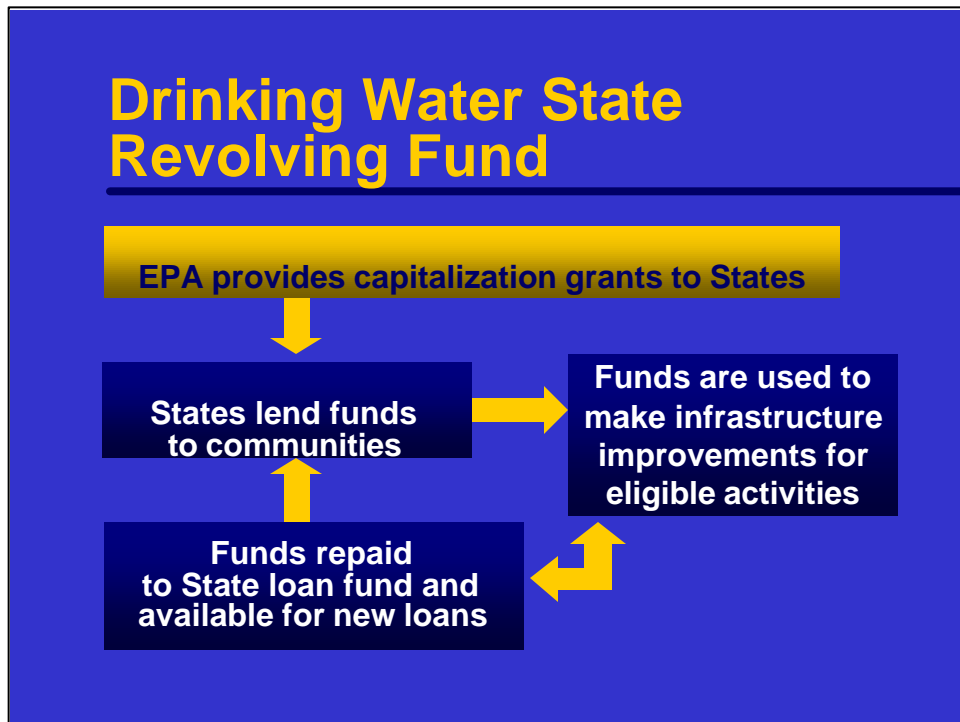 Drinking Water State
Revolving Fund
EPA provides capitalization grants to States
States lend funds
to communities
Funds are used to
make infrastructure
improvements for
eligible activities
Funds repaid
to State loan fund and
available for new loans